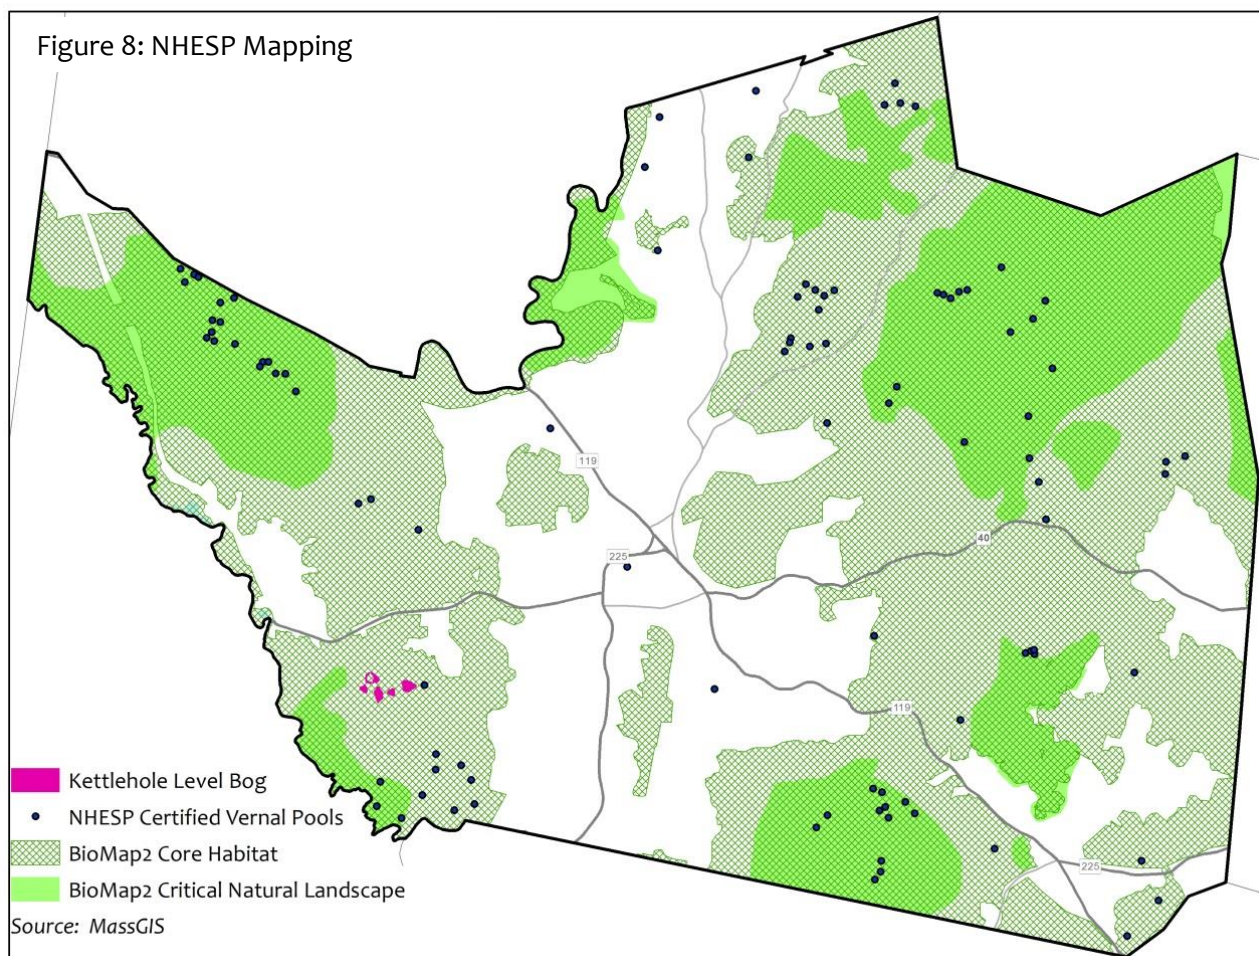 Figure 8: NHESP Mapping
119
225
40
119
225
Kettlehole Level Bog
NHESP Certified Vernal Pools
BioMap2 Core Habitat
BioMap2 Critical Natural Landscape
Source: MassGIS